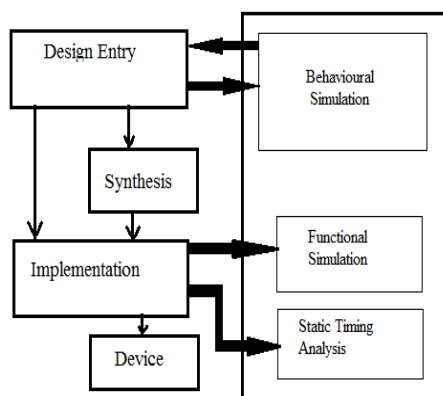 Design Entry
Behavioural
Simulation
Synthesis
Implementation
Functional
Simulation
Static Timing
Analysis
Device